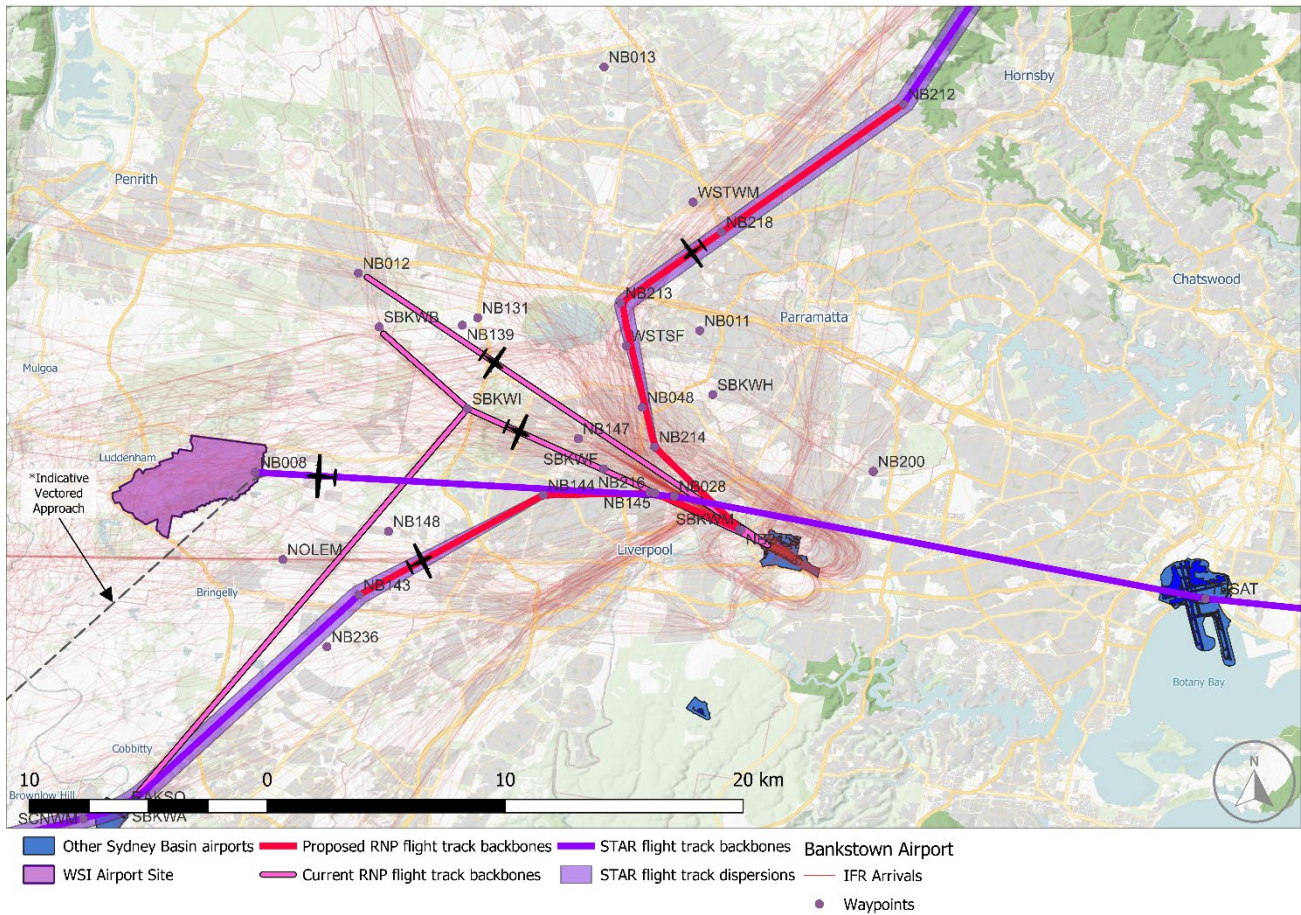 NB013
Hornsby
NB212
Penrith
WSTWM
NB218
Chatswood
NB012
NB213
NB131
SBKWB
NB139
WSTSF
NB011
Parramatta
Mulgoa
SBKWH
SBKWI
NB048
NB147
NB214
Luddenham
NB008
SBKWF
NB200
*Indicative
Vectored
Approach
NB144
NB216
NB028
NB145
NB148
SBKWM
NOLEM
Liverpool
Bringelly
NB143
NB236
Botany Bay
Cobbitty
10 0 10 20 km
N
Brownlow Hill
SCNWM
SBKWA
Other Sydney Basin airports
Proposed RNP flight track backbones
STAR flight track backbones
Bankstown Airport
WSI Airport Site
Current RNP flight track backbones
STAR flight track dispersions
IFR Arrivals
Waypoints